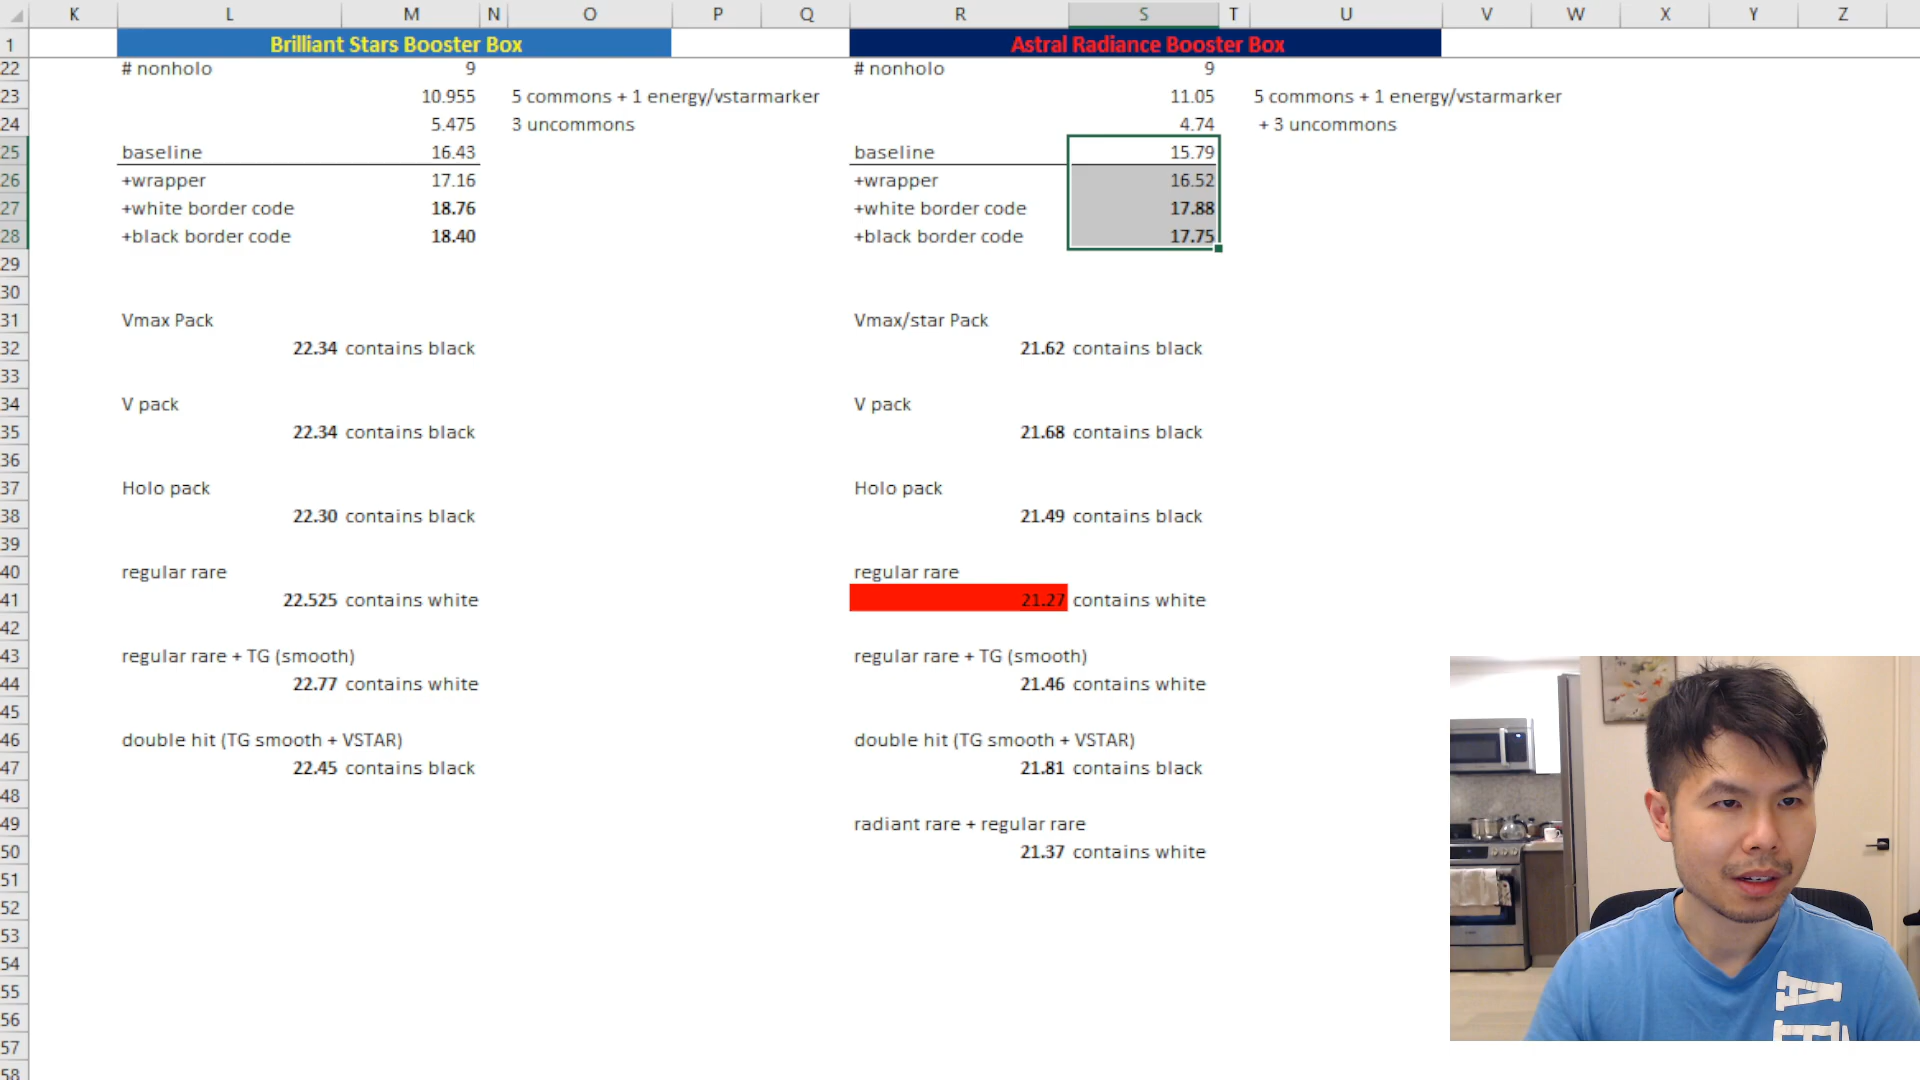 K L M N O P Q R S T U V W X Y Z
1 Brilliant Stars Booster Box Astral Radiance Booster Box
22 # nonholo 9 # nonholo 9
23 10.955 5 commons + 1 energy/vstarmarker 11.05 5 commons + 1 energy/vstarmarker
24 5.475 3 uncommons 4.74 + 3 uncommons
25 baseline 16.43 baseline 15.79
26 +wrapper 17.16 +wrapper 16.52
27 +white border code 18.76 +white border code 17.88
28 +black border code 18.40 +black border code 17.75
29
30
31 Vmax Pack Vmax/star Pack
32 22.34 contains black 21.62 contains black
33
34 V pack V pack
35 22.34 contains black 21.68 contains black
36
37 Holo pack Holo pack
38 22.30 contains black 21.49 contains black
39
40 regular rare regular rare
41 22.525 contains white 21.27 contains white
42
43 regular rare + TG (smooth) regular rare + TG (smooth)
44 22.77 contains white 21.46 contains white
45
46 double hit (TG smooth + VSTAR) double hit (TG smooth + VSTAR)
47 22.45 contains black 21.81 contains black
48
49 radiant rare + regular rare
50 21.37 contains white
51
52
53
54
55
56
57
58